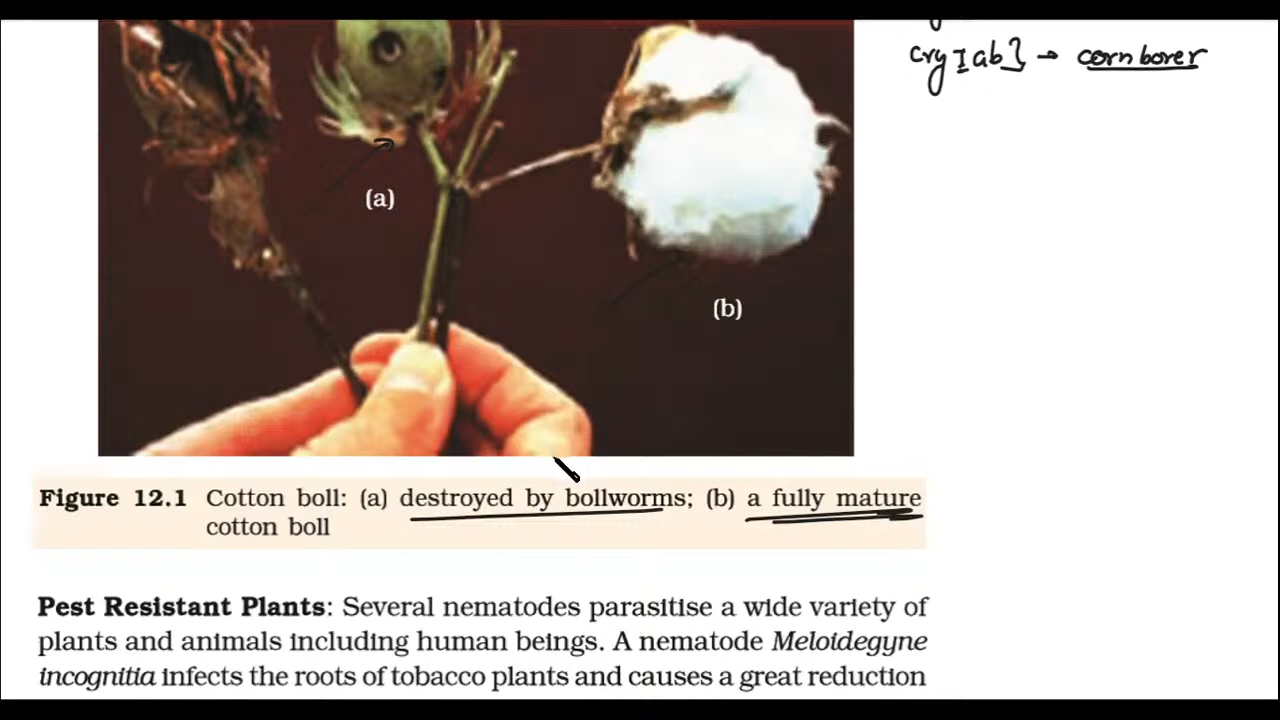 cry I ab } → corn borer
(a)
(b)
Figure 12.1 Cotton boll: (a) destroyed by bollworms; (b) a fully mature
cotton boll
Pest Resistant Plants: Several nematodes parasitise a wide variety of
plants and animals including human beings. A nematode Meloidegyne
incognitia infects the roots of tobacco plants and causes a great reduction